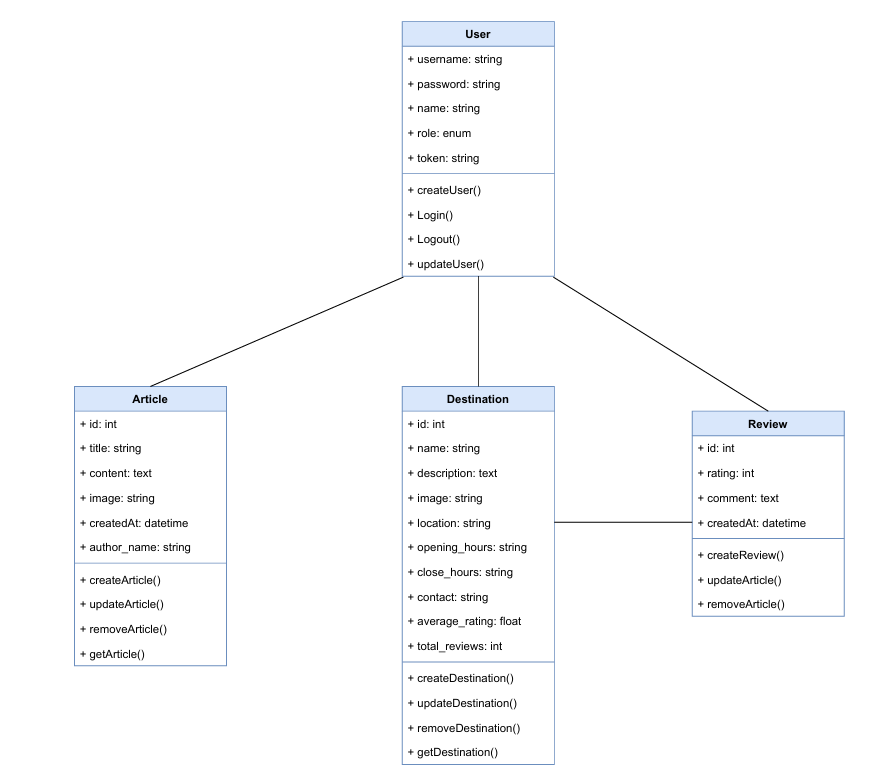 User
+ username: string
+ password: string
+ name: string
+ role: enum
+ token: string
+ createUser()
+ Login()
+ Logout()
+ updateUser()
Article
+ id: int
+ title: string
+ content: text
+ image: string
+ createdAt: datetime
+ author_name: string
+ createArticle()
+ updateArticle()
+ removeArticle()
+ getArticle()
Destination
+ id: int
+ name: string
+ description: text
+ image: string
+ location: string
+ opening_hours: string
+ close_hours: string
+ contact: string
+ average_rating: float
+ total_reviews: int
+ createDestination()
+ updateDestination()
+ removeDestination()
+ getDestination()
Review
+ id: int
+ rating: int
+ comment: text
+ createdAt: datetime
+ createReview()
+ updateArticle()
+ removeArticle()